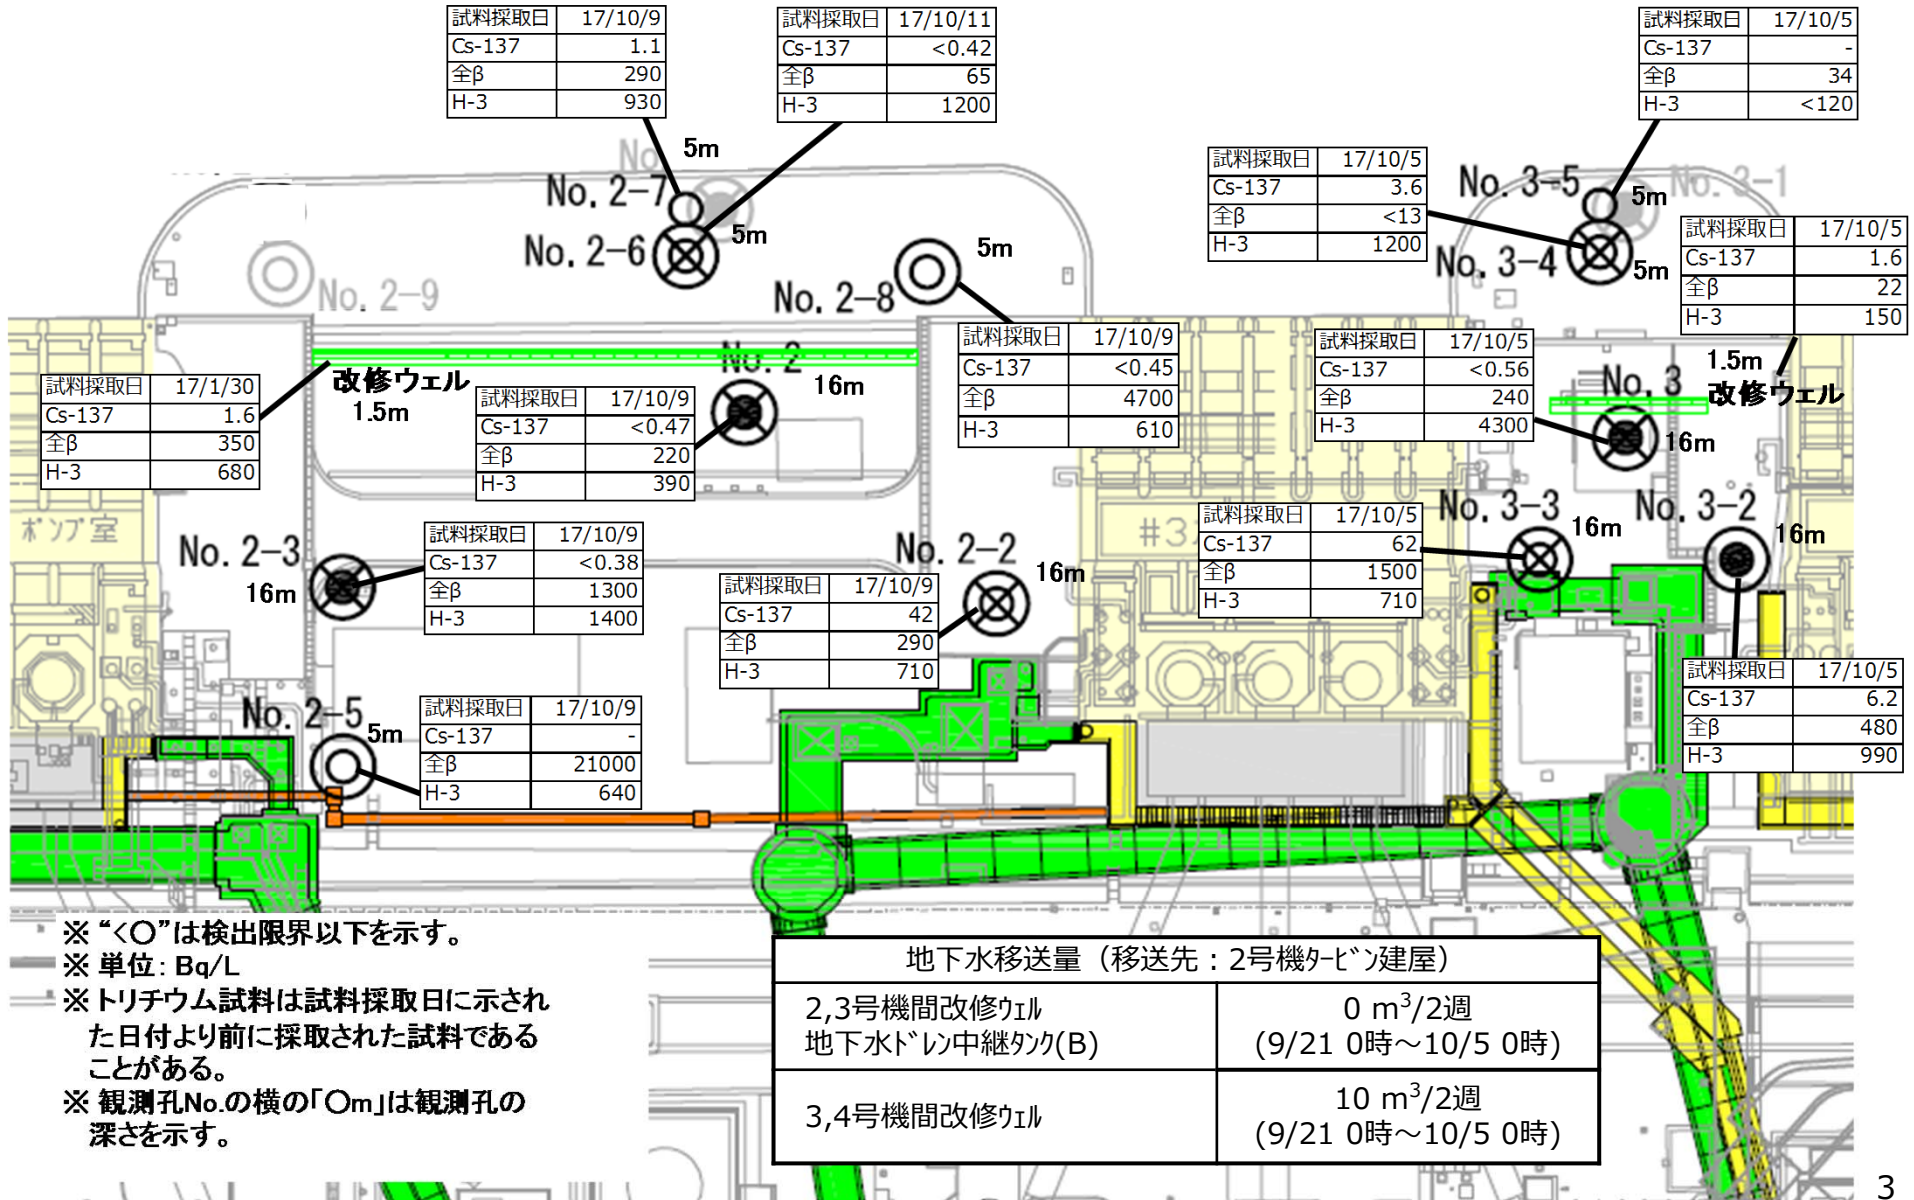 試料採取日 17/10/9
Cs-137 1.1
全β 290
H-3 930
試料採取日 17/10/11
Cs-137 <0.42
全β 65
H-3 1200
試料採取日 17/10/5
Cs-137 -
全β 34
H-3 <120
No. 2-7
5m
No. 2-6
5m
No. 2-8
5m
No. 2-9
試料採取日 17/10/5
Cs-137 3.6
全β <13
H-3 1200
No. 3-5
5m
No. 3-1
No. 3-4
5m
試料採取日 17/10/5
Cs-137 1.6
全β 22
H-3 150
試料採取日 17/1/30
Cs-137 1.6
全β 350
H-3 680
改修ウェル
1.5m
試料採取日 17/10/9
Cs-137 <0.47
全β 220
H-3 390
No. 2
16m
試料採取日 17/10/9
Cs-137 <0.45
全β 4700
H-3 610
試料採取日 17/10/5
Cs-137 <0.56
全β 240
H-3 4300
No. 3
16m
1.5m
改修ウェル
ポンプ室
No. 2-3
16m
試料採取日 17/10/9
Cs-137 <0.38
全β 1300
H-3 1400
No. 2-2
16m
試料採取日 17/10/9
Cs-137 42
全β 290
H-3 710
#3
試料採取日 17/10/5
Cs-137 62
全β 1500
H-3 710
No. 3-3
16m
No. 3-2
16m
試料採取日 17/10/5
Cs-137 6.2
全β 480
H-3 990
No. 2-5
5m
試料採取日 17/10/9
Cs-137 -
全β 21000
H-3 640
※ “<〇”は検出限界以下を示す。
※ 単位: Bq/L
※ トリチウム試料は試料採取日に示され
た日付より前に採取された試料である
ことがある。
※ 観測孔No.の横の「〇m」は観測孔の
深さを示す。
地下水移送量（移送先：2号機ﾀｰﾋﾞﾝ建屋）
2,3号機間改修ｳｪﾙ
地下水ﾄﾞﾚﾝ中継ﾀﾝｸ(B)
0 m³/2週
(9/21 0時～10/5 0時)
3,4号機間改修ｳｪﾙ
10 m³/2週
(9/21 0時～10/5 0時)
3